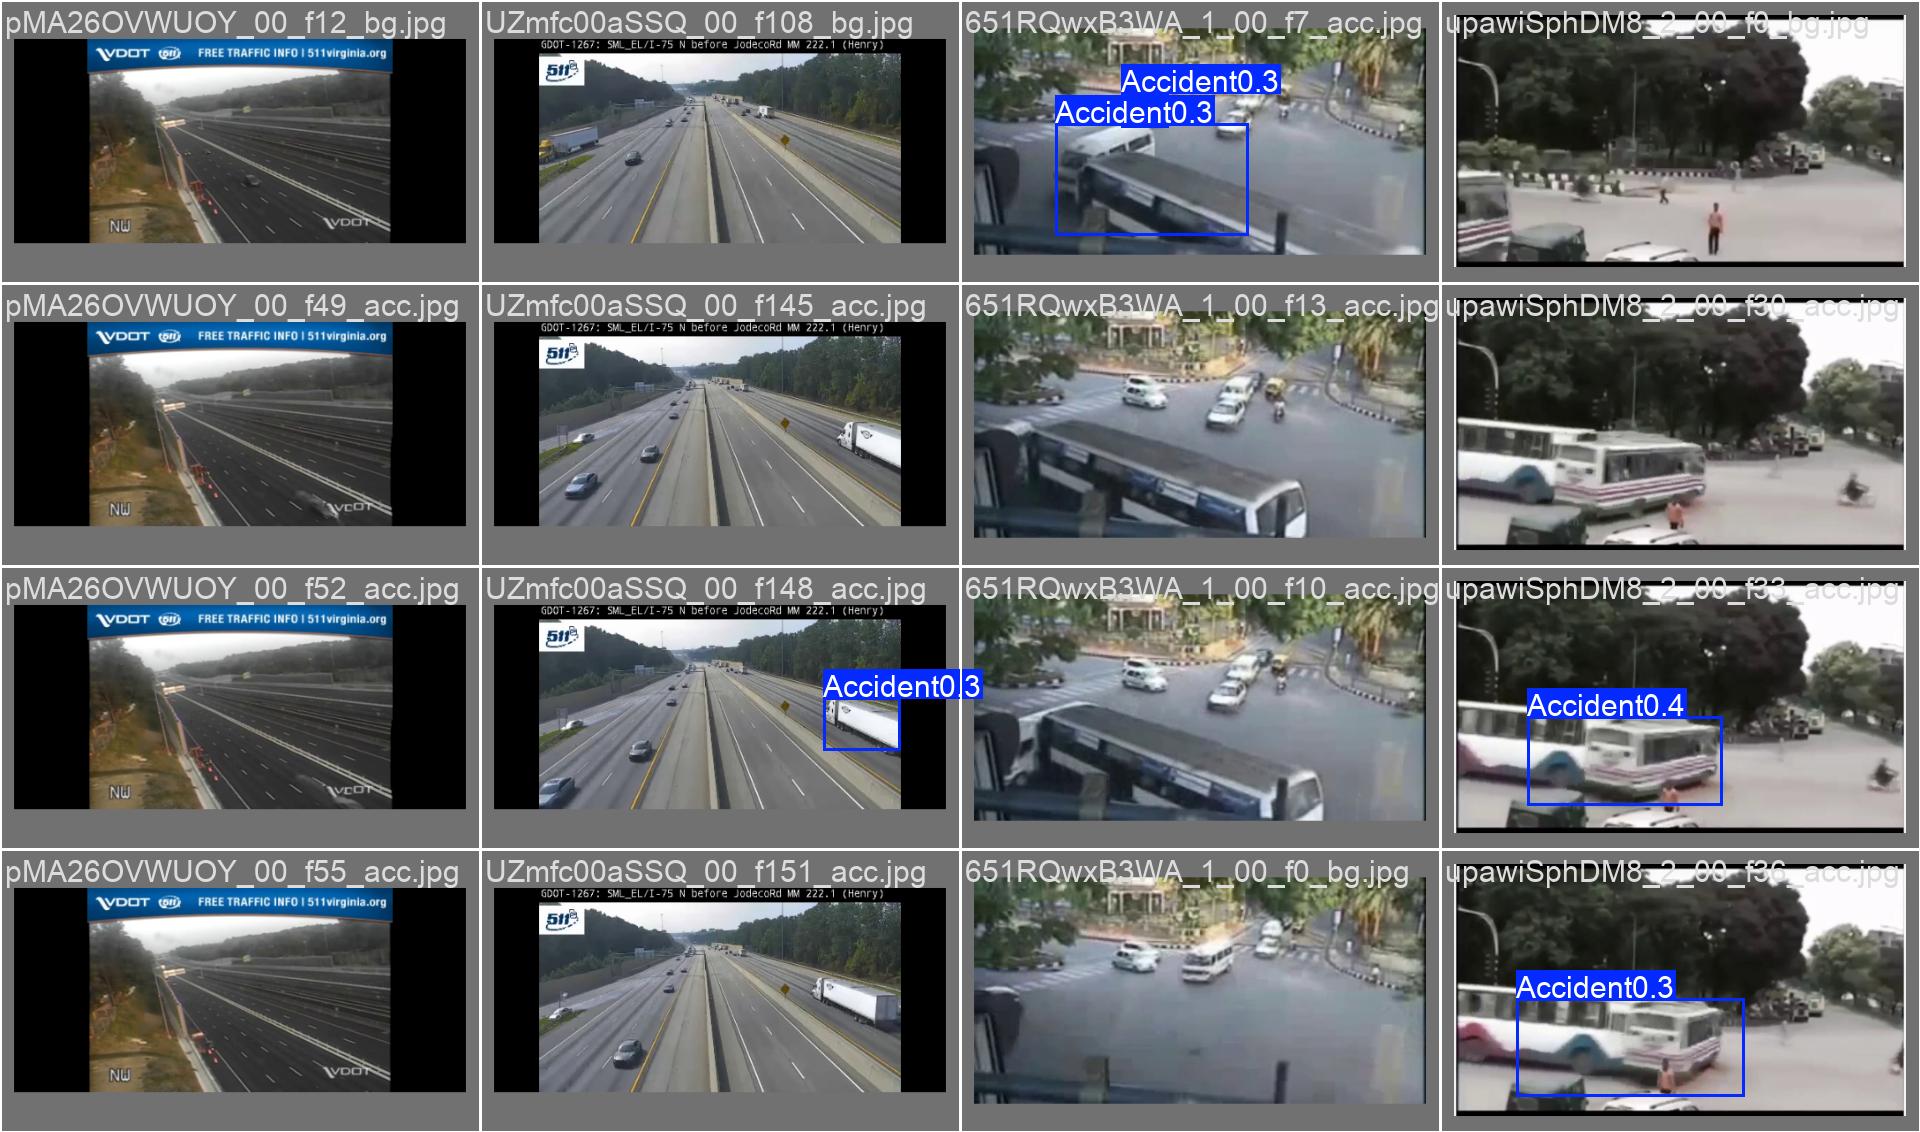 pMA26OVWUOY_00_f12_bg.jpg
VDOT 511 FREE TRAFFIC INFO | 511virginia.org
NW
VDOT
UZmfc00aSSQ_00_f108_bg.jpg
GDOT-1267: SML_EL/I-75 N before JodecoRd MM 222.1 (Henry)
511
651RQwxB3WA_1_00_f7_acc.jpg
Accident0.3
Accident0.3
upawiSphDM8_2_00_f0_bg.jpg
pMA26OVWUOY_00_f49_acc.jpg
VDOT 511 FREE TRAFFIC INFO | 511virginia.org
NW
VDOT
UZmfc00aSSQ_00_f145_acc.jpg
GDOT-1267: SML_EL/I-75 N before JodecoRd MM 222.1 (Henry)
511
651RQwxB3WA_1_00_f13_acc.jpg
upawiSphDM8_2_00_f30_acc.jpg
pMA26OVWUOY_00_f52_acc.jpg
VDOT 511 FREE TRAFFIC INFO | 511virginia.org
NW
VDOT
UZmfc00aSSQ_00_f148_acc.jpg
GDOT-1267: SML_EL/I-75 N before JodecoRd MM 222.1 (Henry)
511
Accident0.3
651RQwxB3WA_1_00_f10_acc.jpg
upawiSphDM8_2_00_f33_acc.jpg
Accident0.4
pMA26OVWUOY_00_f55_acc.jpg
VDOT 511 FREE TRAFFIC INFO | 511virginia.org
NW
VDOT
UZmfc00aSSQ_00_f151_acc.jpg
GDOT-1267: SML_EL/I-75 N before JodecoRd MM 222.1 (Henry)
511
651RQwxB3WA_1_00_f0_bg.jpg
upawiSphDM8_2_00_f36_acc.jpg
Accident0.3